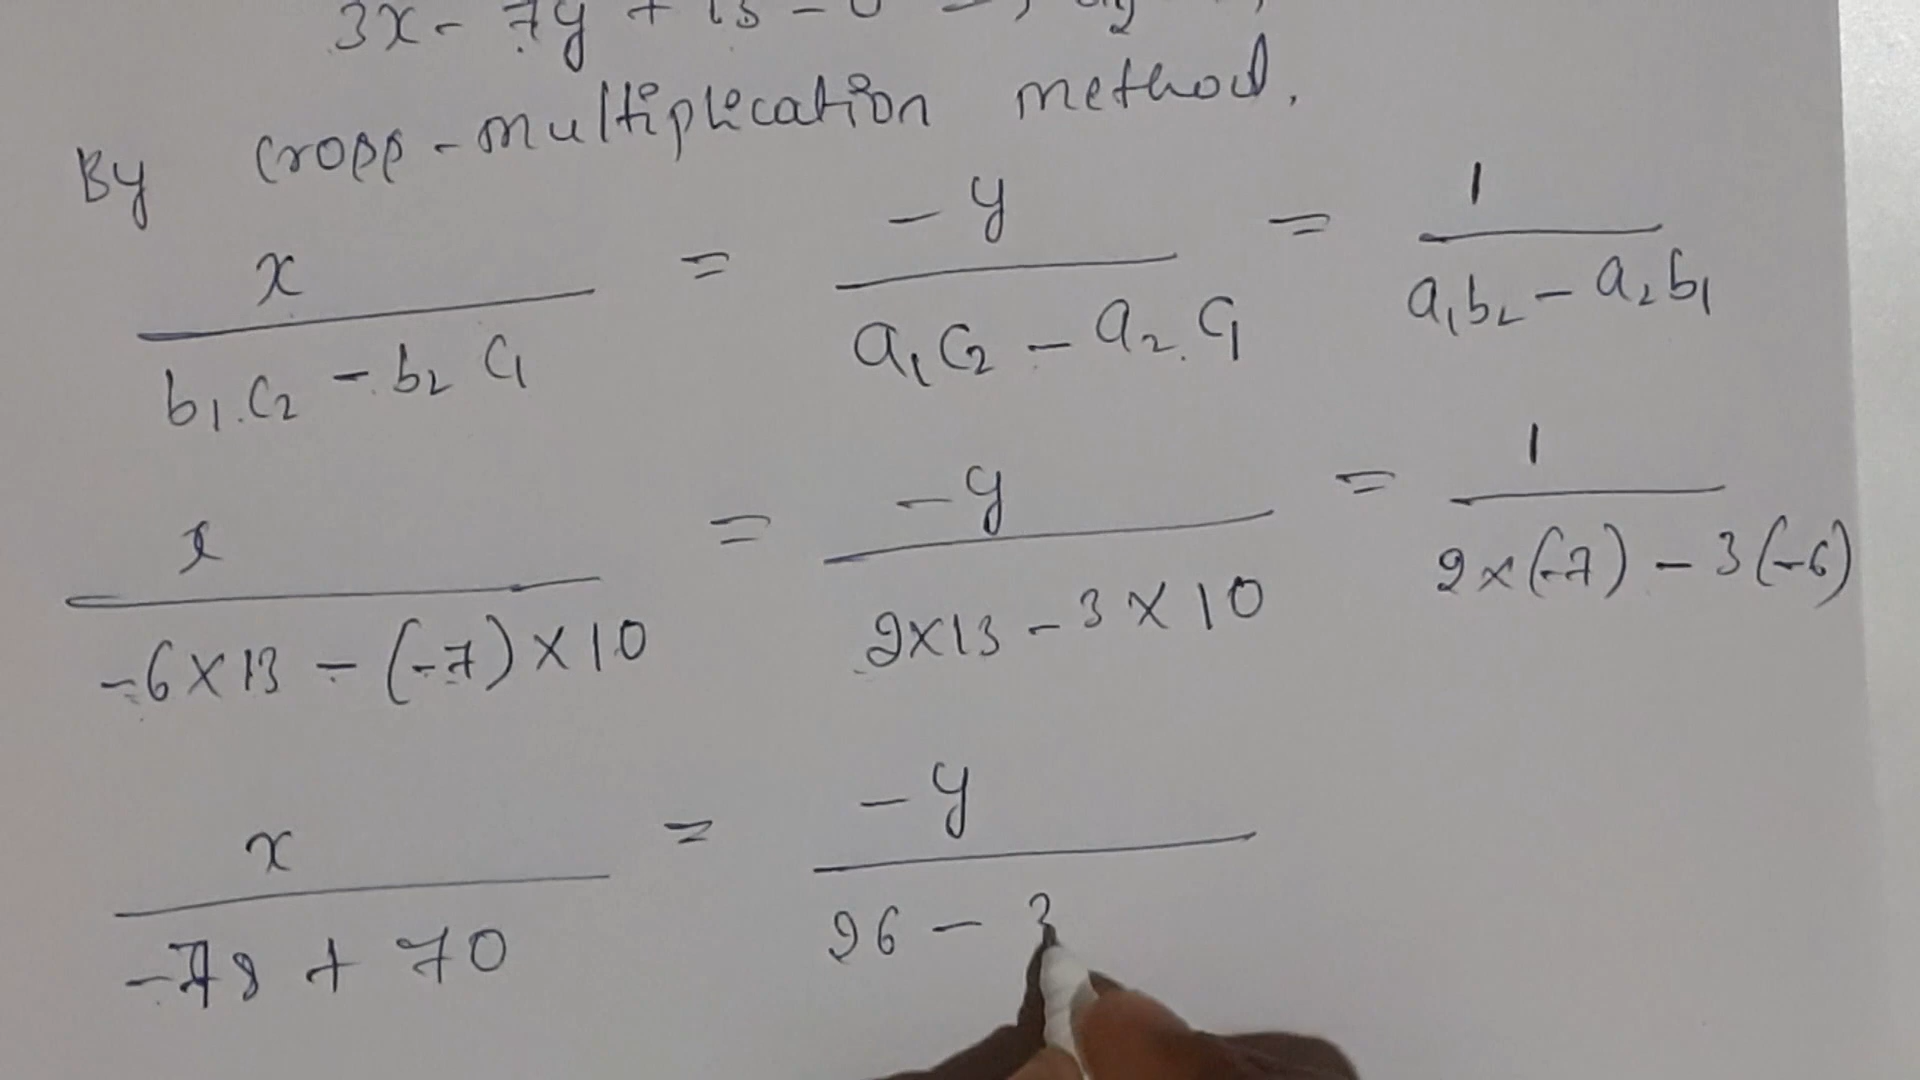 3x - 7y + 13 = 0
By cross-multiplication method.
x / (b₁.c₂ - b₂ c₁) = -y / (a₁c₂ - a₂.c₁) = 1 / (a₁b₂ - a₂b₁)
x / (-6×13 - (-7)×10) = -y / (2×13 - 3×10) = 1 / (2×(-7) - 3(-6))
x / (-78 + 70) = -y / (26 - 3